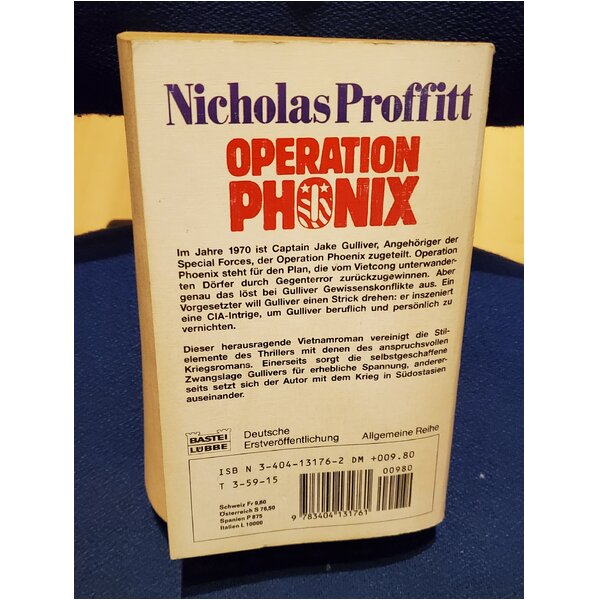 Nicholas Proffitt
OPERATION
PHÖNIX
Im Jahre 1970 ist Captain Jake Gulliver, Angehöriger der
Special Forces, der Operation Phoenix zugeteilt. Operation
Phoenix steht für den Plan, die vom Vietcong unterwander-
ten Dörfer durch Gegenterror zurückzugewinnen. Aber
genau das löst bei Gulliver Gewissenskonflikte aus. Ein
Vorgesetzter will Gulliver einen Strick drehen: er inszeniert
eine CIA-Intrige, um Gulliver beruflich und persönlich zu
vernichten.
Dieser herausragende Vietnamroman vereinigt die Stil-
elemente des Thrillers mit denen des anspruchsvollen
Kriegsromans. Einerseits sorgt die selbstgeschaffene
Zwangslage Gullivers für erhebliche Spannung, anderer-
seits setzt sich der Autor mit dem Krieg in Südostasien
auseinander.
BASTEI
LÜBBE
Deutsche
Erstveröffentlichung
Allgemeine Reihe
ISB N 3-404-13176-2 DM +009.80
T 3-59-15
00980
Schweiz Fr 9,80
Österreich S 76,50
Spanien P 875
Italien L 10000
9 783404 131761